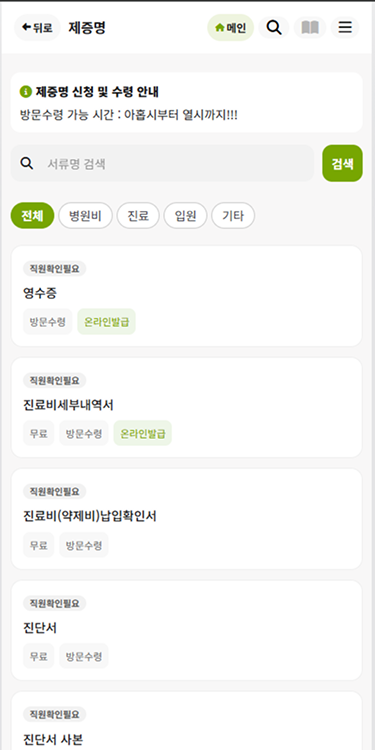 뒤로 제증명 메인
제증명 신청 및 수령 안내
방문수령 가능 시간 : 아홉시부터 열시까지!!!
서류명 검색 검색
전체 병원비 진료 입원 기타
직원확인필요
영수증
방문수령 온라인발급
직원확인필요
진료비세부내역서
무료 방문수령 온라인발급
직원확인필요
진료비(약제비)납입확인서
무료 방문수령
직원확인필요
진단서
무료 방문수령
직원확인필요
진단서 사본